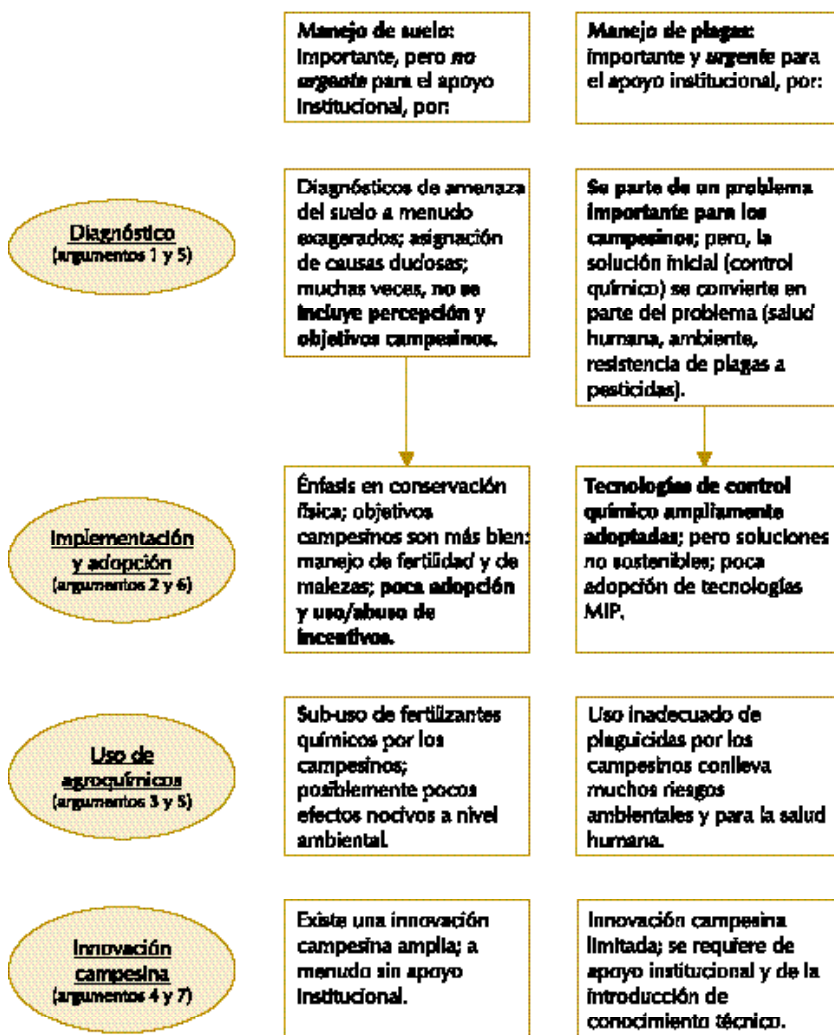 Manejo de suelo:
Importante, pero no
urgente para el apoyo
Institucional, por:
Manejo de plagas:
importante y urgente para
el apoyo institucional, por:
Diagnóstico
(argumentos 1 y 5)
Diagnósticos de amenaza
del suelo a menudo
exagerados; asignación
de causas dudosas;
muchas veces, no se
incluye percepción y
objetivos campesinos.
Se parte de un problema
importante para los
campesinos; pero, la
solución inicial (control
químico) se convierte en
parte del problema (salud
humana, ambiente,
resistencia de plagas a
pesticidas).
Implementación
y adopción
(argumentos 2 y 6)
Énfasis en conservación
física; objetivos
campesinos son más bien:
manejo de fertilidad y de
malezas; poca adopción
y uso/abuso de
incentivos.
Tecnologías de control
químico ampliamente
adoptadas; pero soluciones
no sostenibles; poca
adopción de tecnologías
MIP.
Uso de
agroquímicos
(argumentos 3 y 5)
Sub-uso de fertilizantes
químicos por los
campesinos;
posiblemente pocos
efectos nocivos a nivel
ambiental.
Uso inadecuado de
plaguicidas por los
campesinos conlleva
muchos riesgos
ambientales y para la salud
humana.
Innovación
campesina
(argumentos 4 y 7)
Existe una innovación
campesina amplia; a
menudo sin apoyo
Institucional.
Innovación campesina
limitada; se requiere de
apoyo institucional y de la
introducción de
conocimiento técnico.